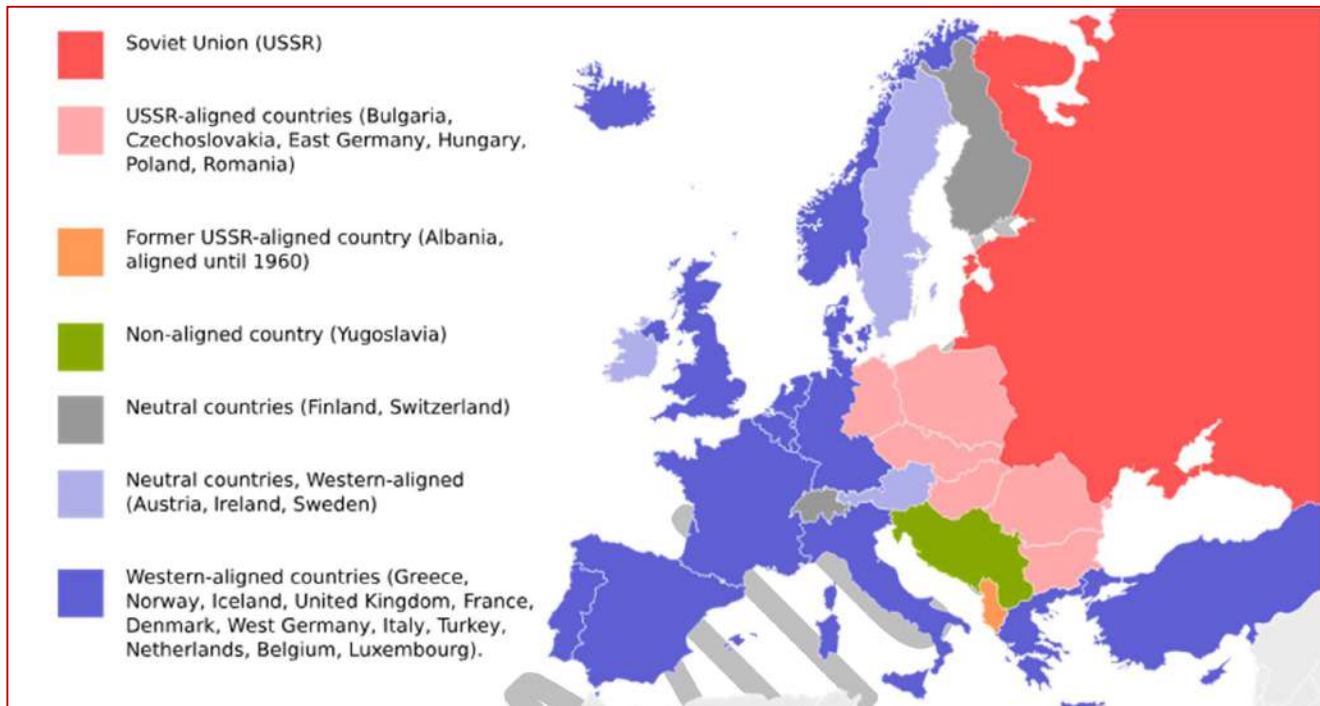 Soviet Union (USSR)
USSR-aligned countries (Bulgaria,
Czechoslovakia, East Germany, Hungary,
Poland, Romania)
Former USSR-aligned country (Albania,
aligned until 1960)
Non-aligned country (Yugoslavia)
Neutral countries (Finland, Switzerland)
Neutral countries, Western-aligned
(Austria, Ireland, Sweden)
Western-aligned countries (Greece,
Norway, Iceland, United Kingdom, France,
Denmark, West Germany, Italy, Turkey,
Netherlands, Belgium, Luxembourg).